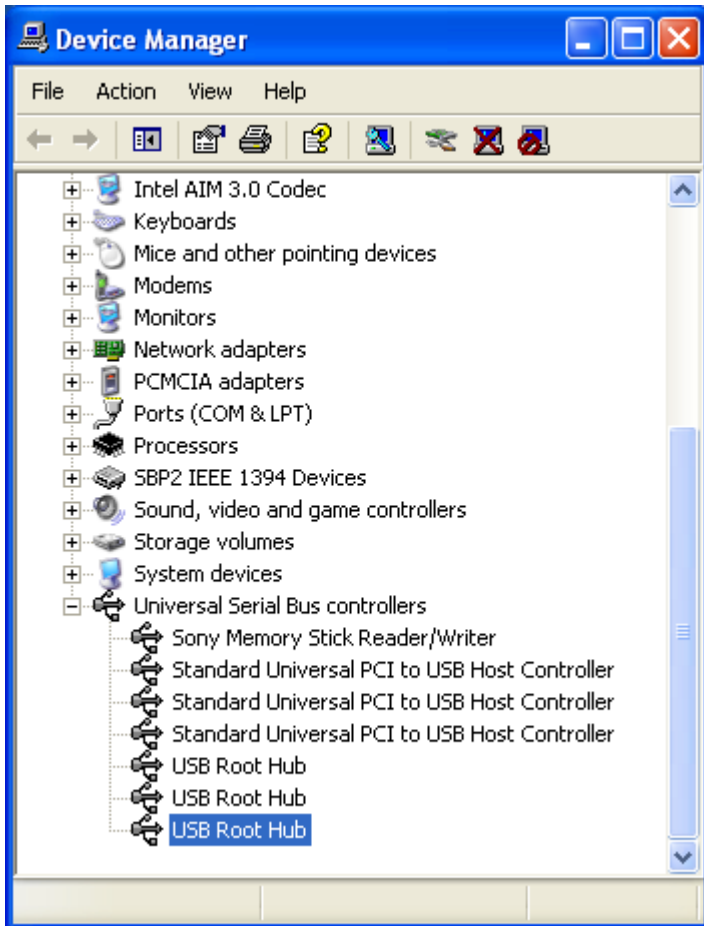 Device Manager
File Action View Help
Intel AIM 3.0 Codec
Keyboards
Mice and other pointing devices
Modems
Monitors
Network adapters
PCMCIA adapters
Ports (COM & LPT)
Processors
SBP2 IEEE 1394 Devices
Sound, video and game controllers
Storage volumes
System devices
Universal Serial Bus controllers
Sony Memory Stick Reader/Writer
Standard Universal PCI to USB Host Controller
Standard Universal PCI to USB Host Controller
Standard Universal PCI to USB Host Controller
USB Root Hub
USB Root Hub
USB Root Hub